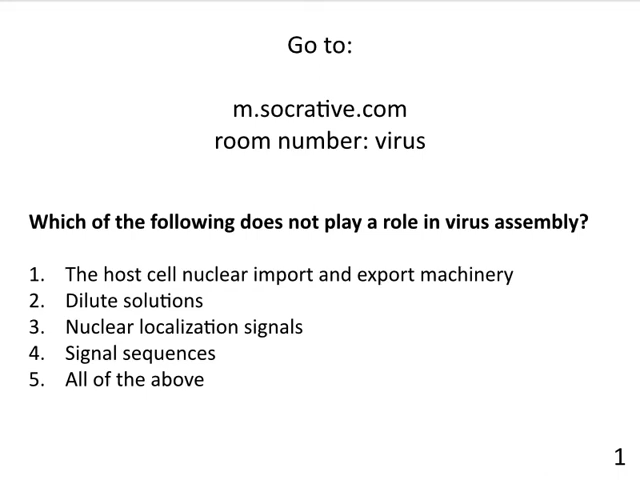 Go to:
m.socrative.com
room number: virus
Which of the following does not play a role in virus assembly?
1. The host cell nuclear import and export machinery
2. Dilute solutions
3. Nuclear localization signals
4. Signal sequences
5. All of the above
1